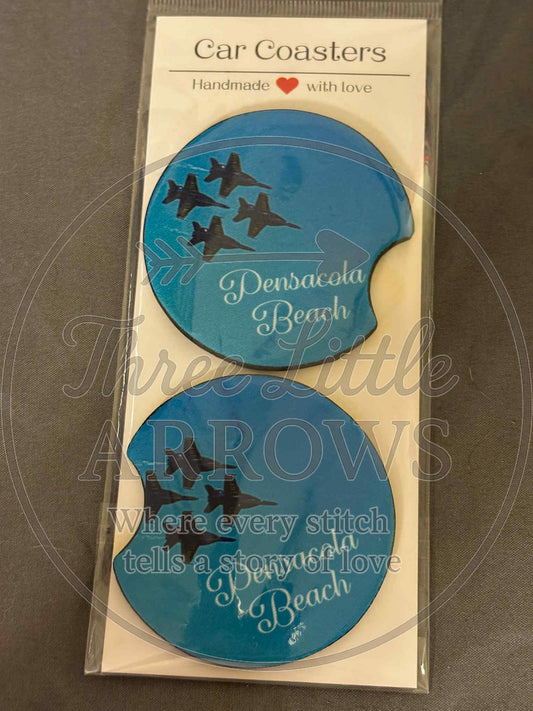 Car Coasters
Handmade with love
Pensacola
Beach
Three Little
ARROWS
Where every stitch
tells a story of love
Pensacola
Beach